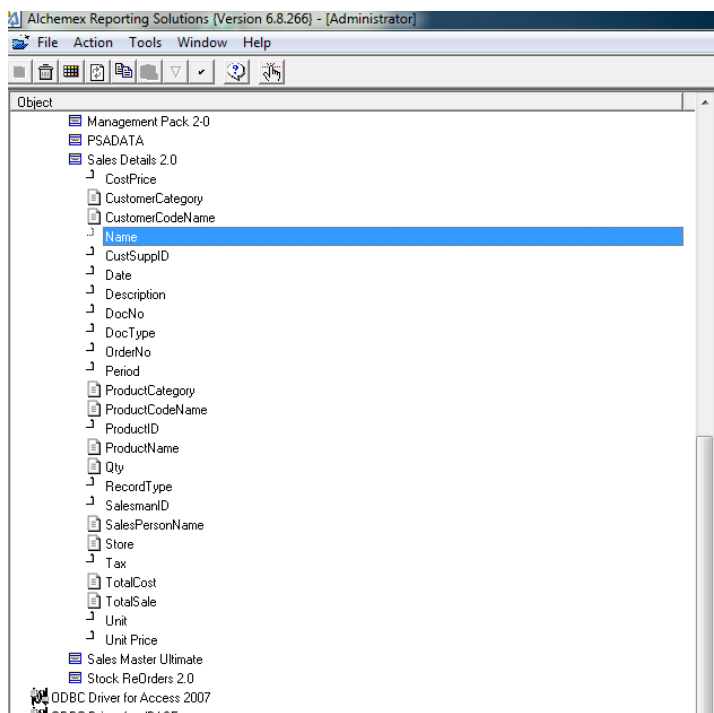 Alchemex Reporting Solutions {Version 6.8.266} - [Administrator]
File Action Tools Window Help
Object
Management Pack 2-0
PSADATA
Sales Details 2.0
CostPrice
CustomerCategory
CustomerCodeName
Name
CustSuppID
Date
Description
DocNo
DocType
OrderNo
Period
ProductCategory
ProductCodeName
ProductID
ProductName
Qty
RecordType
SalesmanID
SalesPersonName
Store
Tax
TotalCost
TotalSale
Unit
Unit Price
Sales Master Ultimate
Stock ReOrders 2.0
ODBC Driver for Access 2007